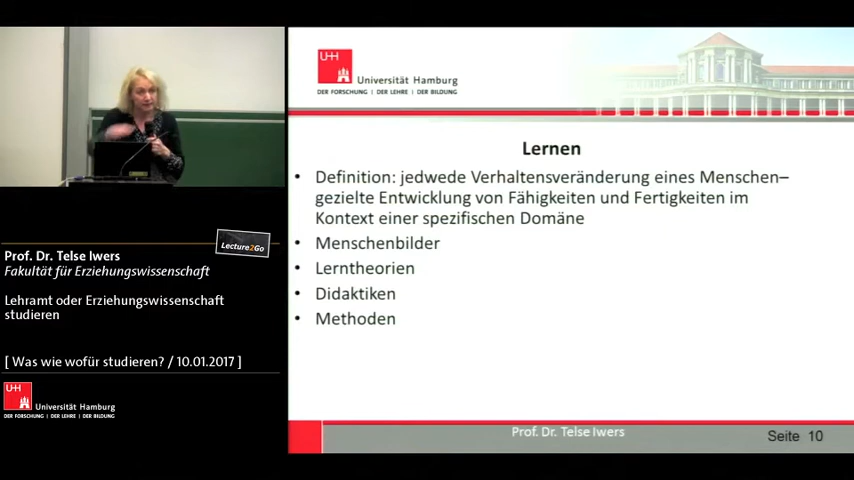 Lecture2Go
Prof. Dr. Telse Iwers
Fakultät für Erziehungswissenschaft
Lehramt oder Erziehungswissenschaft
studieren
[ Was wie wofür studieren? / 10.01.2017 ]
UH
Universität Hamburg
DER FORSCHUNG | DER LEHRE | DER BILDUNG
UH
Universität Hamburg
DER FORSCHUNG | DER LEHRE | DER BILDUNG
Lernen
• Definition: jedwede Verhaltensveränderung eines Menschen–
gezielte Entwicklung von Fähigkeiten und Fertigkeiten im
Kontext einer spezifischen Domäne
• Menschenbilder
• Lerntheorien
• Didaktiken
• Methoden
Prof. Dr. Telse Iwers
Seite 10